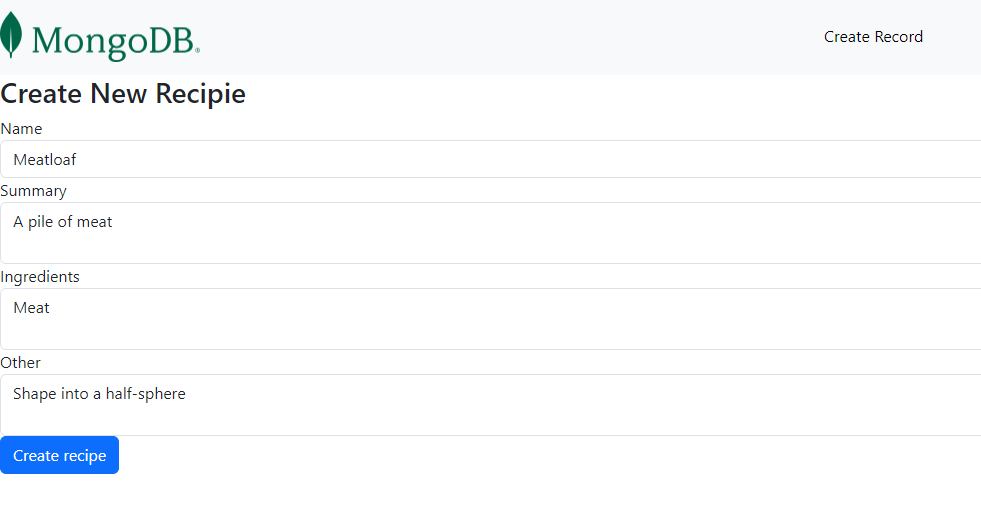 MongoDB®
Create Record
Create New Recipie
Name
Meatloaf
Summary
A pile of meat
Ingredients
Meat
Other
Shape into a half-sphere
Create recipe